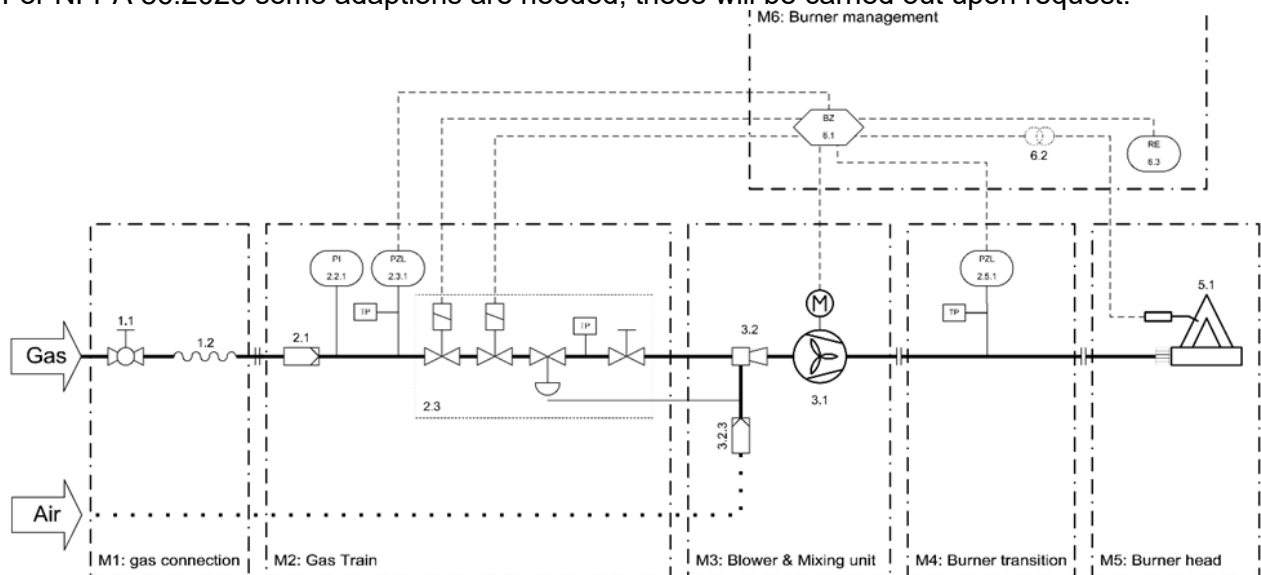 For NFPA 86:2023 some adaptions are needed, these will be carried out upon request.
M6: Burner management
BZ
6.1
6.2
RE
6.3
PI
2.2.1
PZL
2.3.1
PZL
2.5.1
TP
TP
TP
M
1.1
1.2
2.1
2.3
3.2
3.1
3.2.3
5.1
Gas
Air
M1: gas connection
M2: Gas Train
M3: Blower & Mixing unit
M4: Burner transition
M5: Burner head